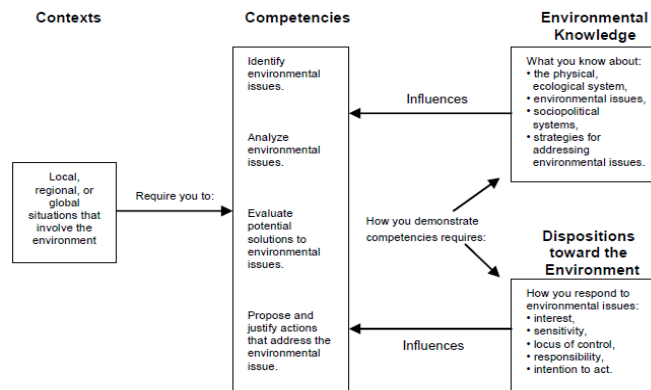 Contexts
Local,
regional, or
global
situations that
involve the
environment
Require you to:
Competencies
Identify
environmental
issues.
Analyze
environmental
issues.
Evaluate
potential
solutions to
environmental
issues.
Propose and
justify actions
that address the
environmental
issue.
Influences
How you demonstrate
competencies requires:
Influences
Environmental
Knowledge
What you know about:
• the physical,
ecological system,
• environmental issues,
• sociopolitical
systems,
• strategies for
addressing
environmental issues.
Dispositions
toward the
Environment
How you respond to
environmental issues:
• interest,
• sensitivity,
• locus of control,
• responsibility,
• intention to act.